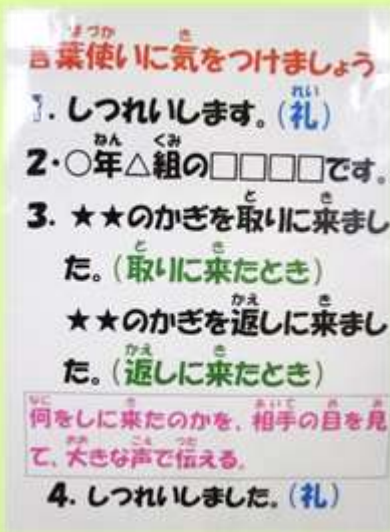 言葉使いに気をつけましょう
1. しつれいします。(礼)
2・○年△組の□□□□です。
3. ★★のかぎを取りに来まし
た。(取りに来たとき)
★★のかぎを返しに来まし
た。(返しに来たとき)
何をしに来たのかを、相手の目を見
て、大きな声で伝える。
4. しつれいしました。(礼)